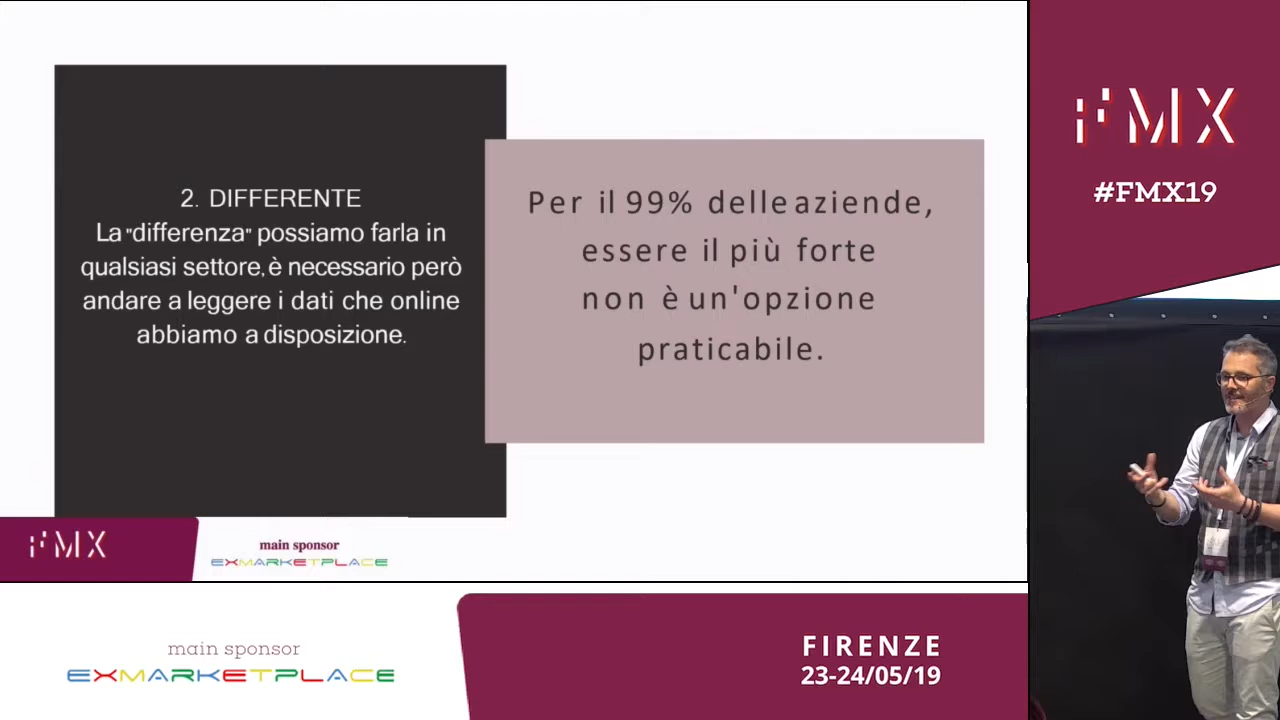 2. DIFFERENTE
La "differenza" possiamo farla in
qualsiasi settore, è necessario però
andare a leggere i dati che online
abbiamo a disposizione.
Per il 99% delle aziende,
essere il più forte
non è un'opzione
praticabile.
FMX
main sponsor
EXMARKETPLACE
FMX
#FMX19
main sponsor
EXMARKETPLACE
FIRENZE
23-24/05/19